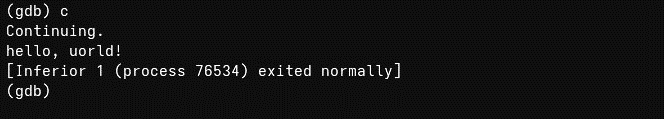 (gdb) c
Continuing.
hello, uorld!
[Inferior 1 (process 76534) exited normally]
(gdb)